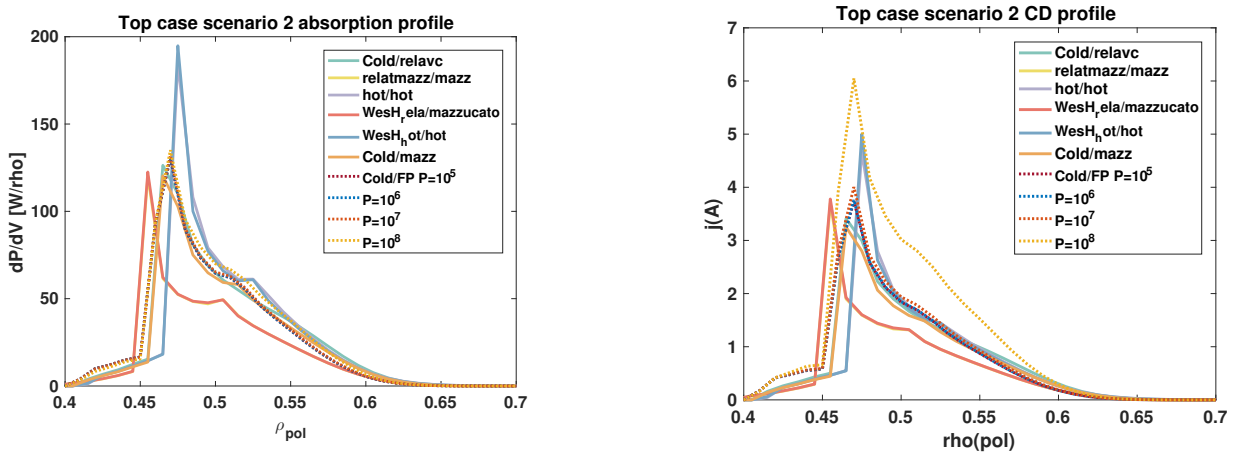 Top case scenario 2 absorption profile
200
150
100
50
0
dP/dV [W/rho]
Cold/relavc
relatmazz/mazz
hot/hot
WesH_rela/mazzucato
WesH_hot/hot
Cold/mazz
Cold/FP P=10^5
P=10^6
P=10^7
P=10^8
0.4 0.45 0.5 0.55 0.6 0.65 0.7
ρ_pol
Top case scenario 2 CD profile
7
6
5
4
3
2
1
0
j(A)
Cold/relavc
relatmazz/mazz
hot/hot
WesH_rela/mazzucato
WesH_hot/hot
Cold/mazz
Cold/FP P=10^5
P=10^6
P=10^7
P=10^8
0.4 0.45 0.5 0.55 0.6 0.65 0.7
rho(pol)